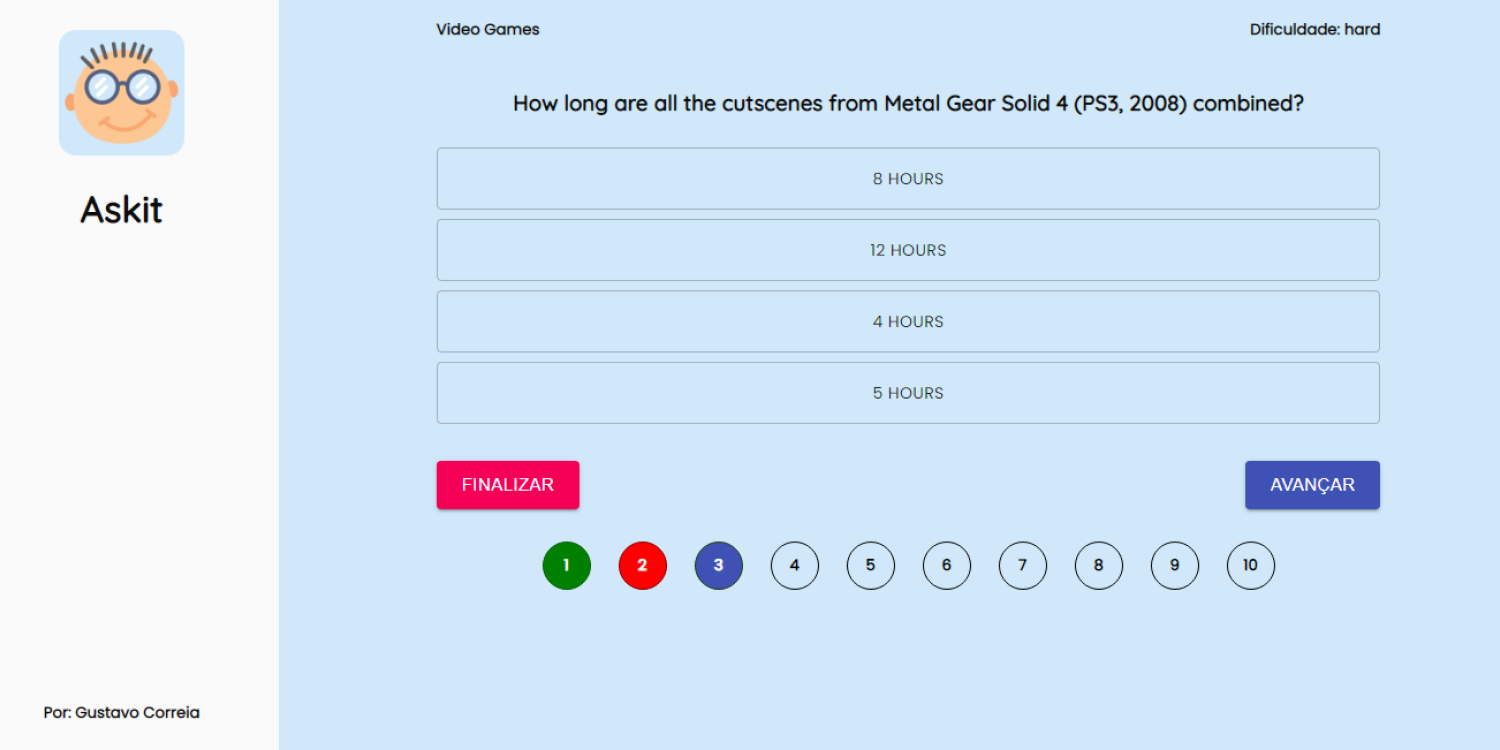 Askit
Por: Gustavo Correia
Video Games
Dificuldade: hard
How long are all the cutscenes from Metal Gear Solid 4 (PS3, 2008) combined?
8 HOURS
12 HOURS
4 HOURS
5 HOURS
FINALIZAR
AVANÇAR
1 2 3 4 5 6 7 8 9 10